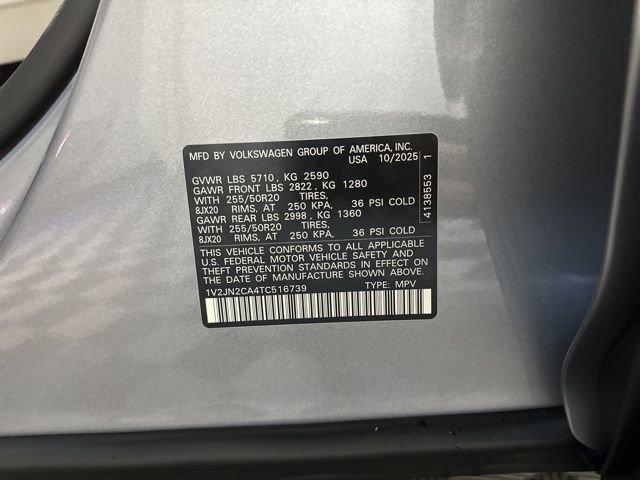 MFD BY VOLKSWAGEN GROUP OF AMERICA, INC.
USA 10/2025
GVWR LBS 5710, KG 2590
GAWR FRONT LBS 2822, KG 1280
WITH 255/50R20 TIRES,
8JX20 RIMS, AT 250 KPA, 36 PSI COLD
GAWR REAR LBS 2998, KG 1360
WITH 255/50R20 TIRES,
8JX20 RIMS, AT 250 KPA, 36 PSI COLD
THIS VEHICLE CONFORMS TO ALL APPLICABLE
U.S. FEDERAL MOTOR VEHICLE SAFETY AND
THEFT PREVENTION STANDARDS IN EFFECT ON
THE DATE OF MANUFACTURE SHOWN ABOVE.
1V2JN2CA4TC516739 TYPE: MPV
4138553 1